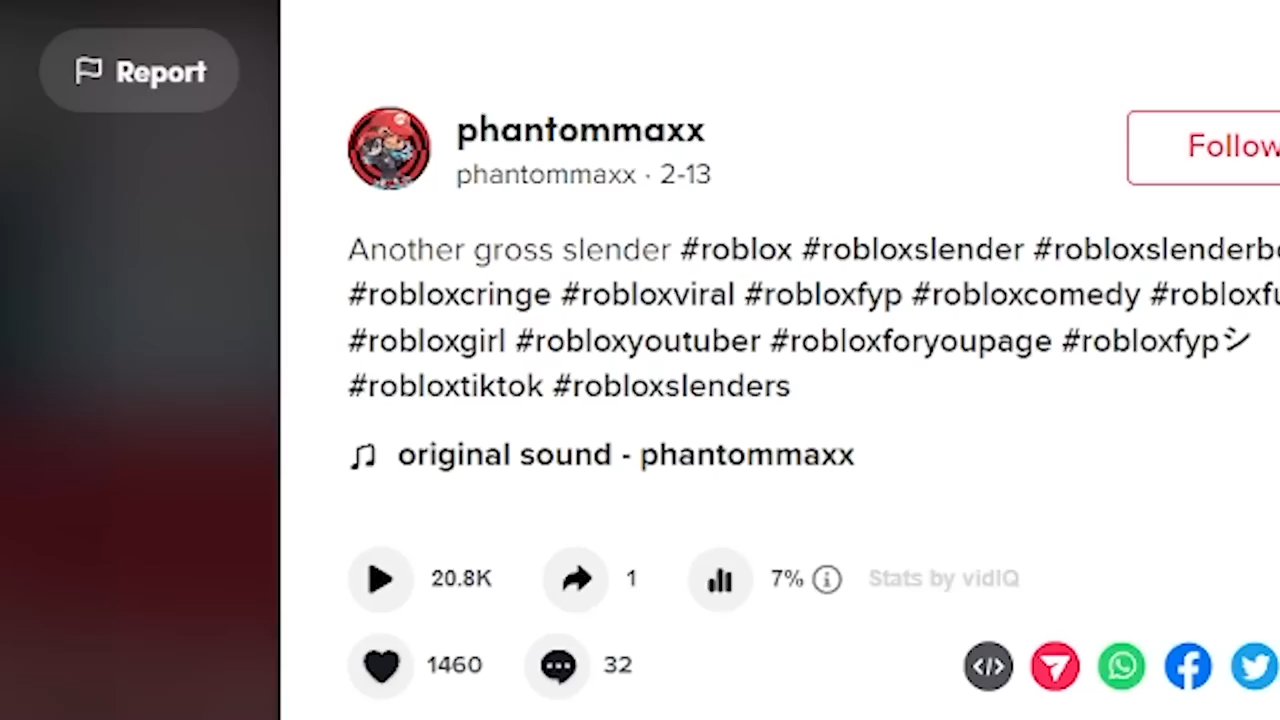 Report
phantommaxx
phantommaxx · 2-13
Follow
Another gross slender #roblox #robloxslender #robloxslenderbo
#robloxcringe #robloxviral #robloxfyp #robloxcomedy #robloxfu
#robloxgirl #robloxyoutuber #robloxforyoupage #robloxfypシ
#robloxtiktok #robloxslenders
original sound - phantommaxx
20.8K 1 7% Stats by vidIQ
1460 32